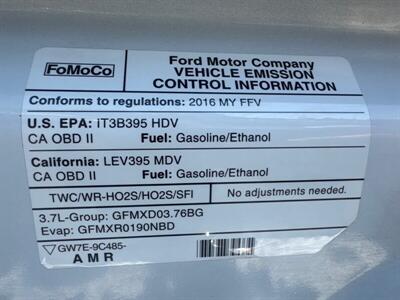 FoMoCo
Ford Motor Company
VEHICLE EMISSION
CONTROL INFORMATION
Conforms to regulations: 2016 MY FFV
U.S. EPA: iT3B395 HDV
CA OBD II Fuel: Gasoline/Ethanol
California: LEV395 MDV
CA OBD II Fuel: Gasoline/Ethanol
TWC/WR-HO2S/HO2S/SFI No adjustments needed.
3.7L-Group: GFMXD03.76BG
Evap: GFMXR0190NBD
GW7E-9C485-
AMR